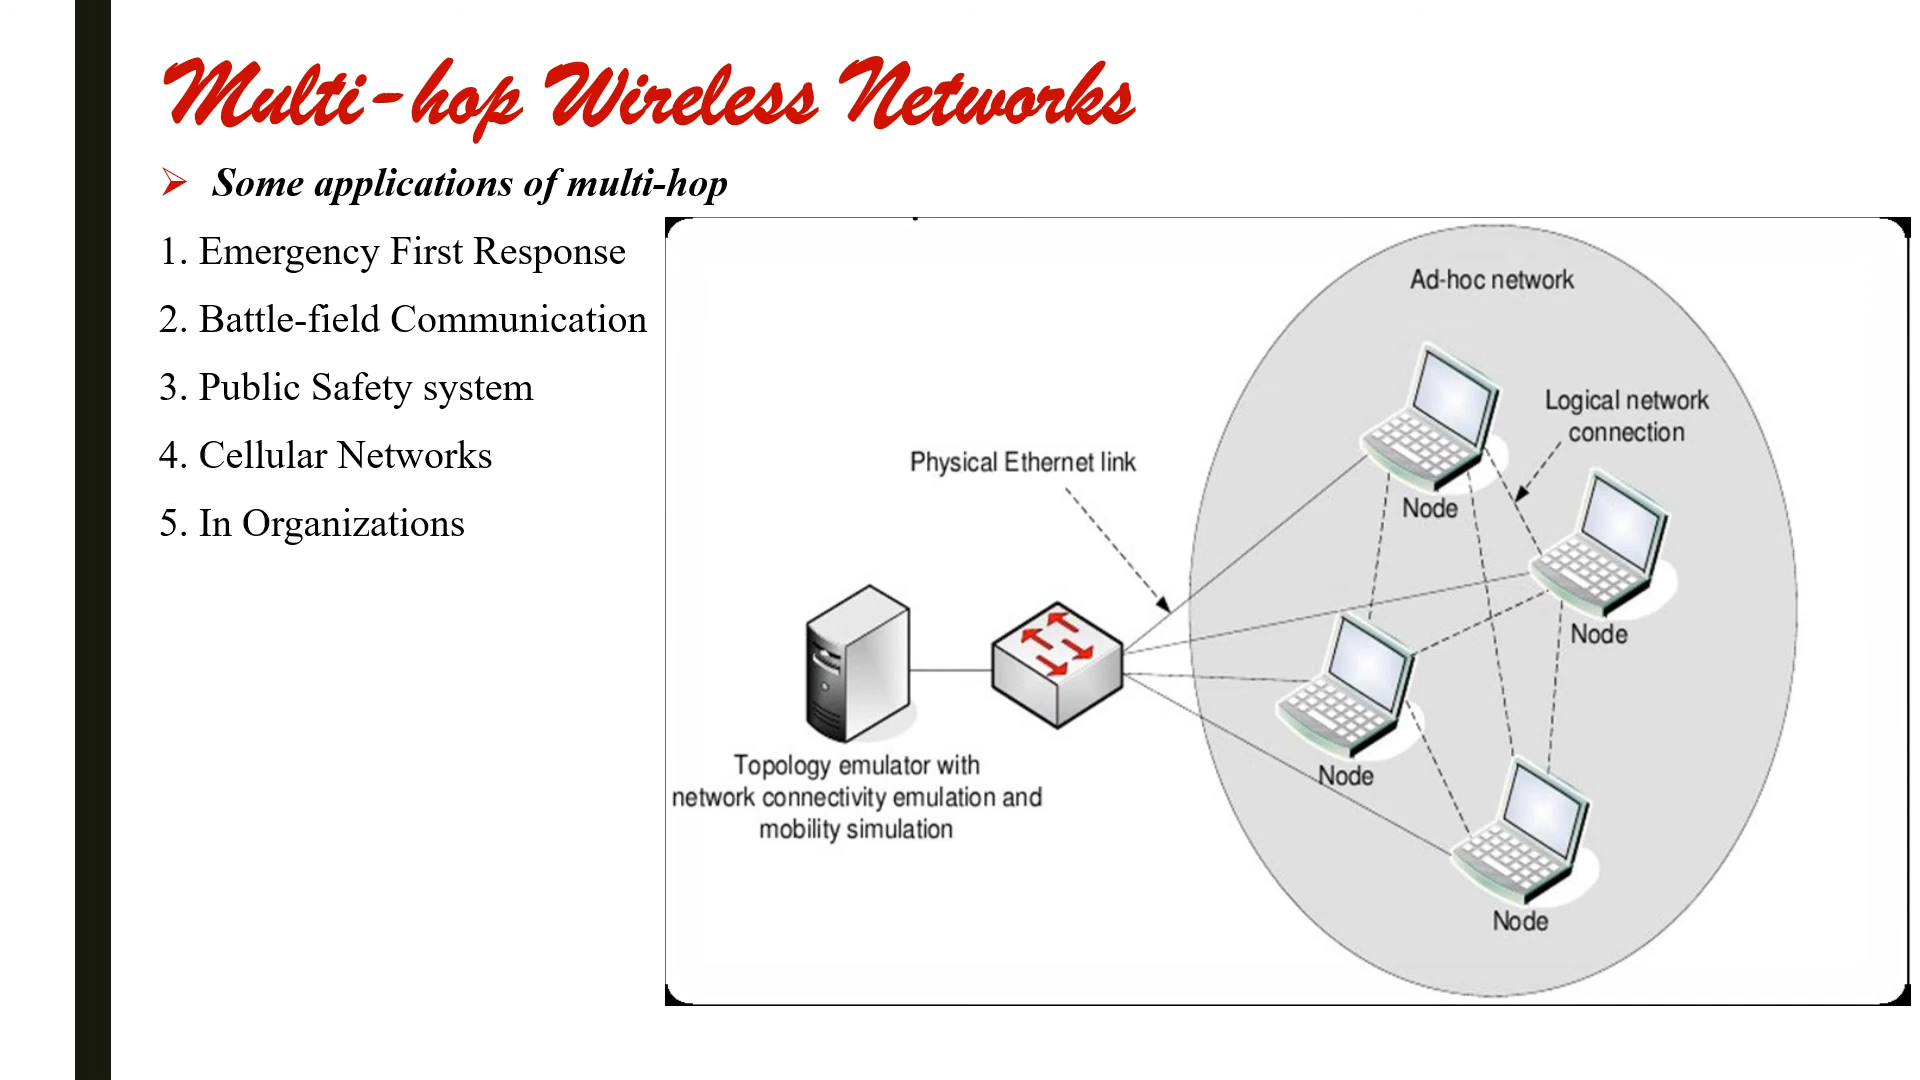 Multi-hop Wireless Networks
Some applications of multi-hop
1. Emergency First Response
2. Battle-field Communication
3. Public Safety system
4. Cellular Networks
5. In Organizations
Ad-hoc network
Logical network
connection
Physical Ethernet link
Node
Node
Node
Node
Topology emulator with
network connectivity emulation and
mobility simulation